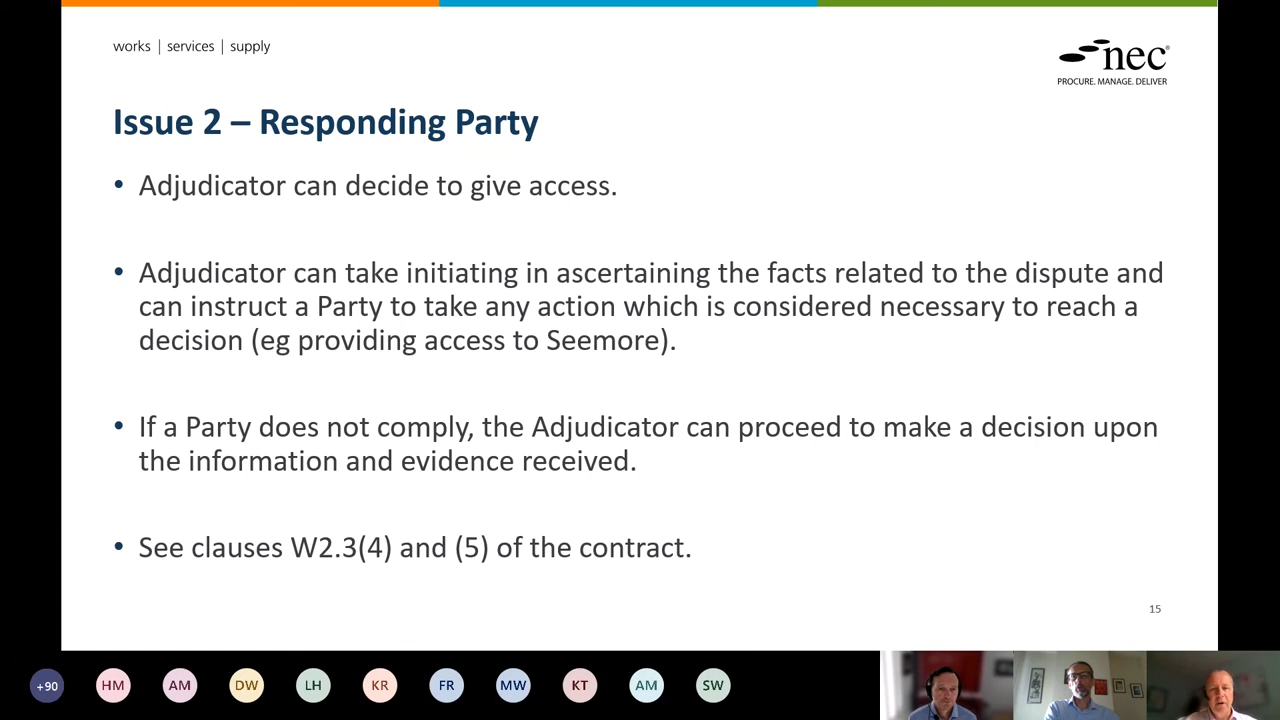 works | services | supply
nec
PROCURE. MANAGE. DELIVER
Issue 2 – Responding Party
• Adjudicator can decide to give access.
• Adjudicator can take initiating in ascertaining the facts related to the dispute and
can instruct a Party to take any action which is considered necessary to reach a
decision (eg providing access to Seemore).
• If a Party does not comply, the Adjudicator can proceed to make a decision upon
the information and evidence received.
• See clauses W2.3(4) and (5) of the contract.
15
+90 HM AM DW LH KR FR MW KT AM SW